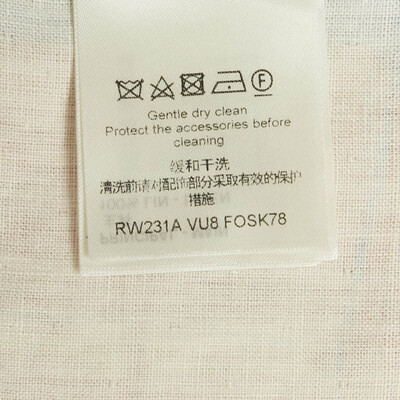 F
Gentle dry clean
Protect the accessories before
cleaning
缓和干洗
清洗前请对配饰部分采取有效的保护
措施
RW231A VU8 FOSK78